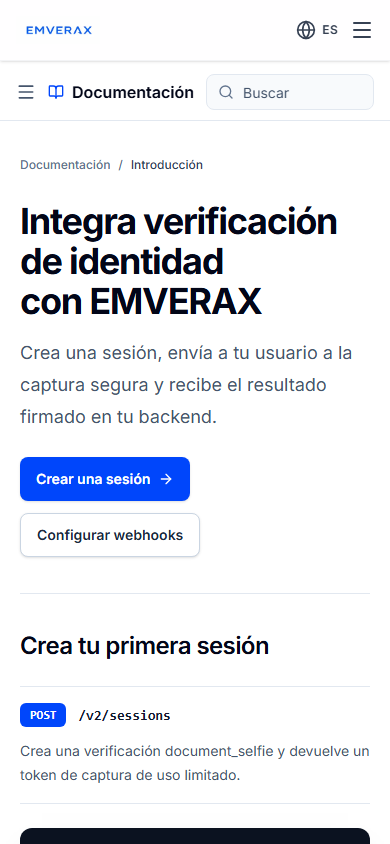 EMVERAX
ES
Documentación
Buscar
Documentación / Introducción
Integra verificación
de identidad
con EMVERAX
Crea una sesión, envía a tu usuario a la
captura segura y recibe el resultado
firmado en tu backend.
Crear una sesión →
Configurar webhooks
Crea tu primera sesión
POST /v2/sessions
Crea una verificación document_selfie y devuelve un
token de captura de uso limitado.